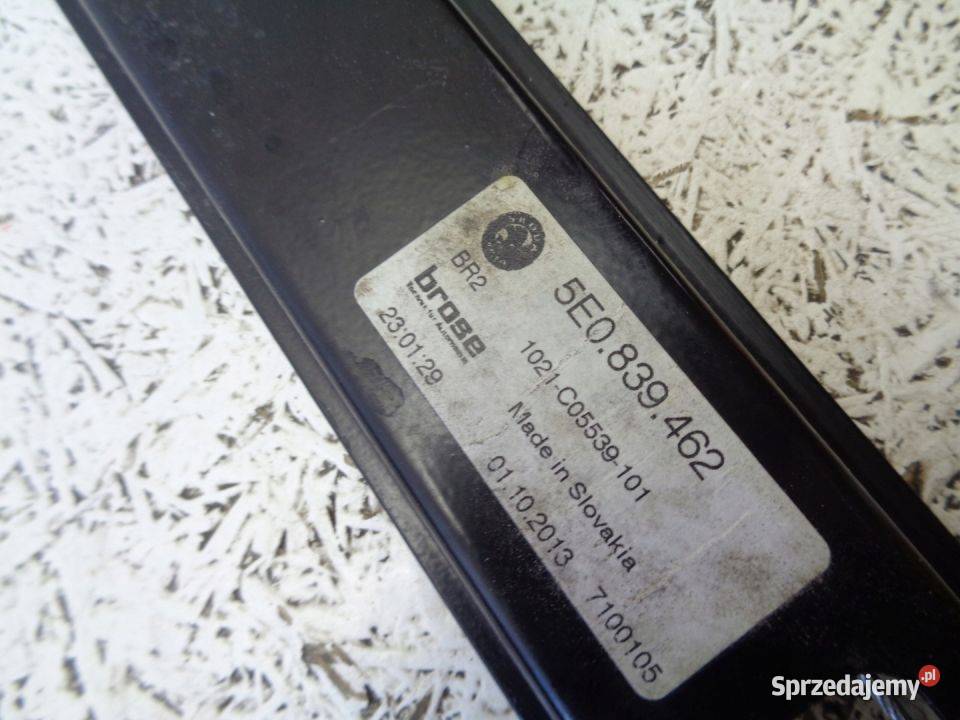 5E0.839.462
BR2
brose
1021-C05539-101
Made in Slovakia
23:01:29
01.10.2013 7100105
Sprzedajemy.pl